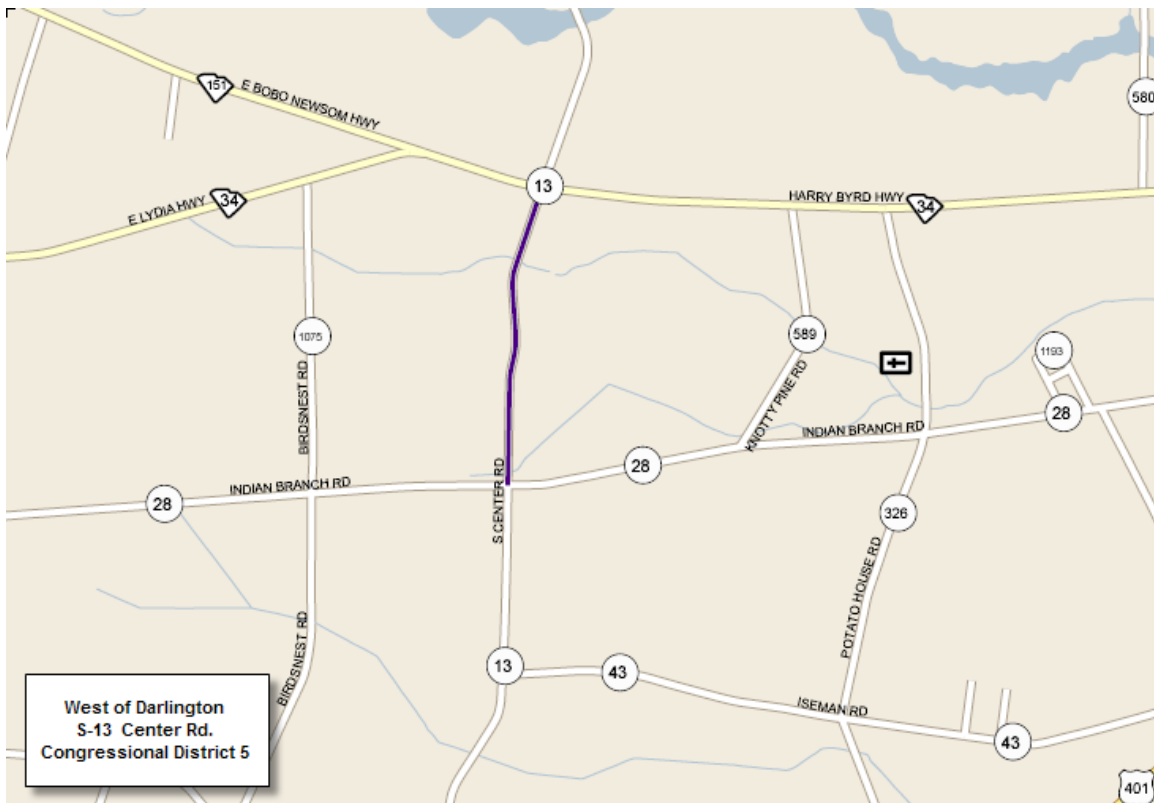 151
E BOBO NEWSOM HWY
580
13
34
E LYDIA HWY
HARRY BYRD HWY
34
1075
589
1193
BIRDSNEST RD
KNOTTY PINE RD
28
INDIAN BRANCH RD
S CENTER RD
28
INDIAN BRANCH RD
28
326
POTATO HOUSE RD
BIRDSNEST RD
13
43
ISEMAN RD
43
401
West of Darlington
S-13 Center Rd.
Congressional District 5